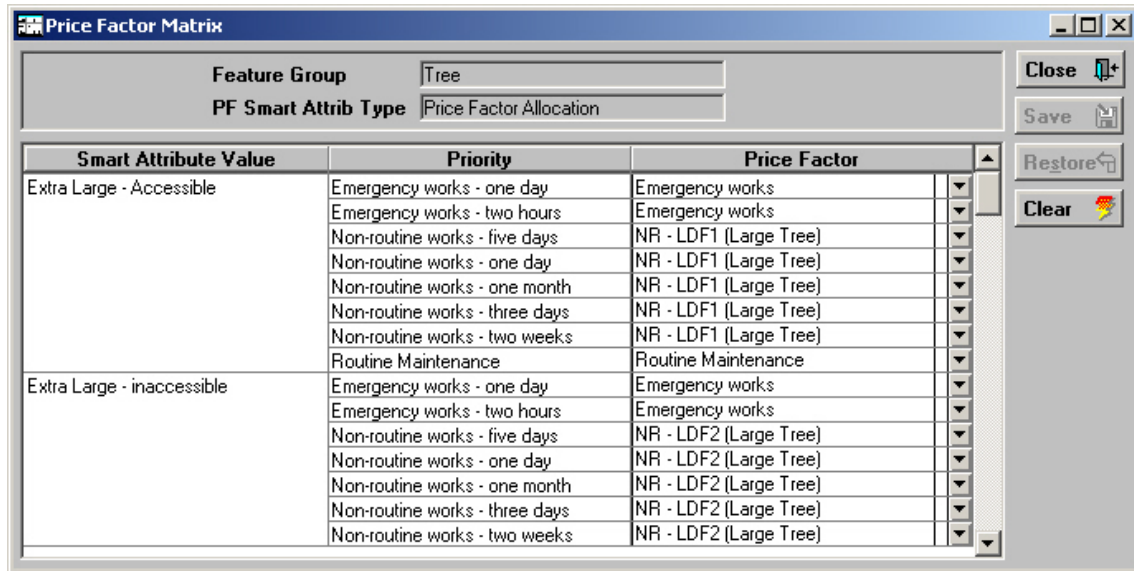 Price Factor Matrix
Feature Group Tree
PF Smart Attrib Type Price Factor Allocation
Close
Save
Restore
Clear
Smart Attribute Value Priority Price Factor
Extra Large - Accessible Emergency works - one day Emergency works
Emergency works - two hours Emergency works
Non-routine works - five days NR - LDF1 (Large Tree)
Non-routine works - one day NR - LDF1 (Large Tree)
Non-routine works - one month NR - LDF1 (Large Tree)
Non-routine works - three days NR - LDF1 (Large Tree)
Non-routine works - two weeks NR - LDF1 (Large Tree)
Routine Maintenance Routine Maintenance
Extra Large - inaccessible Emergency works - one day Emergency works
Emergency works - two hours Emergency works
Non-routine works - five days NR - LDF2 (Large Tree)
Non-routine works - one day NR - LDF2 (Large Tree)
Non-routine works - one month NR - LDF2 (Large Tree)
Non-routine works - three days NR - LDF2 (Large Tree)
Non-routine works - two weeks NR - LDF2 (Large Tree)